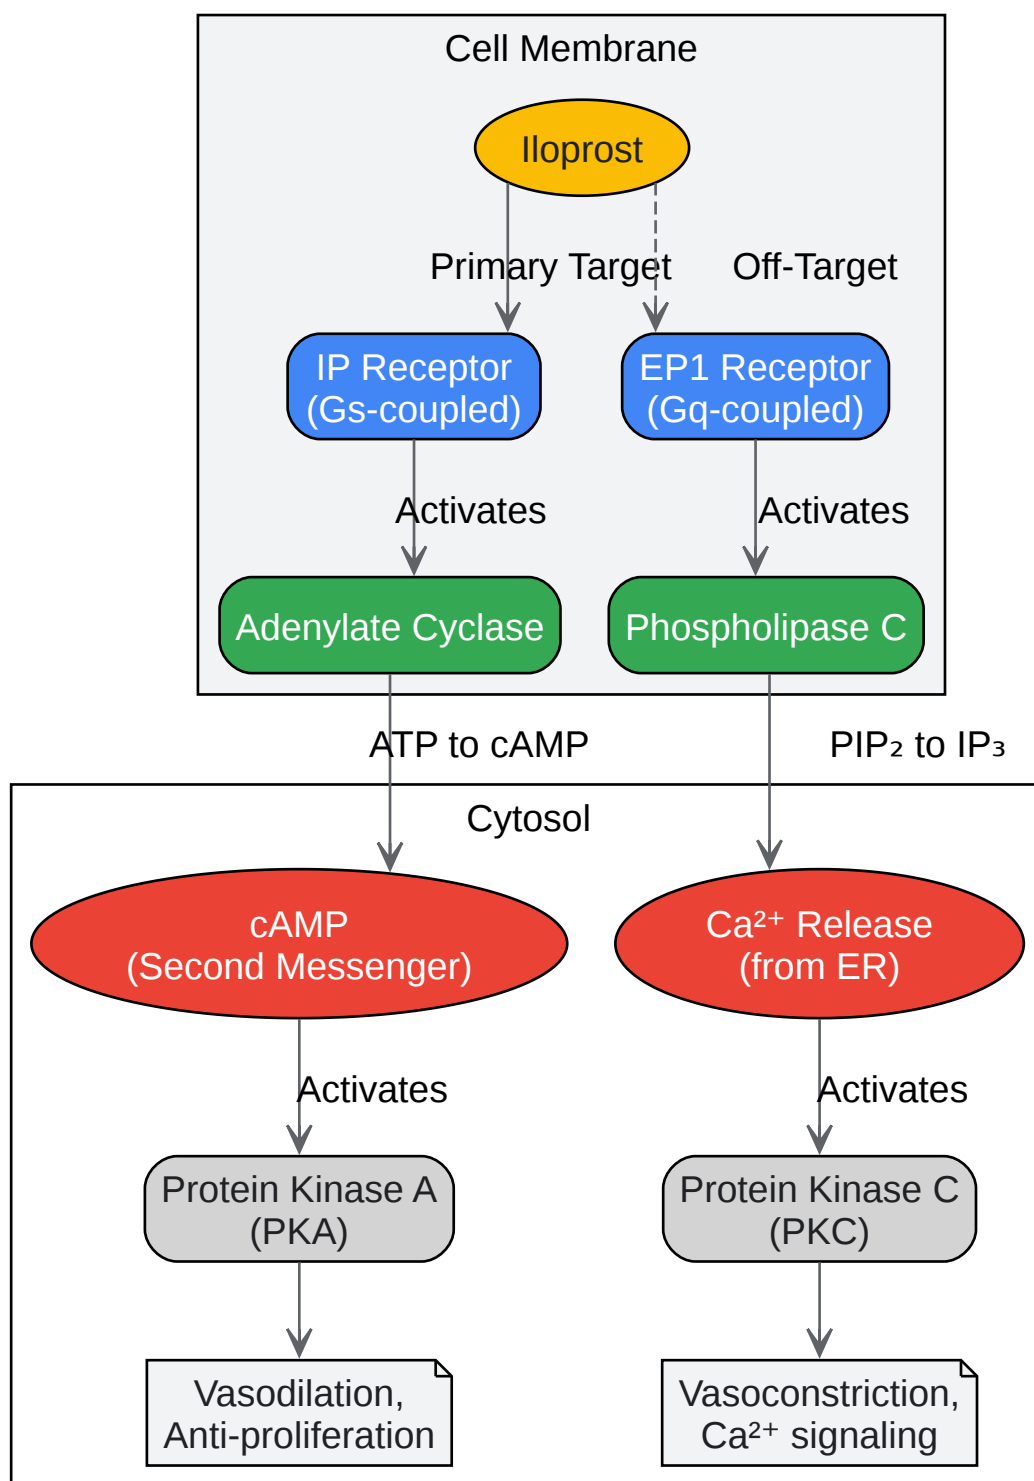 Cell Membrane
Iloprost
Primary Target
Off-Target
IP Receptor
(Gs-coupled)
EP1 Receptor
(Gq-coupled)
Activates
Activates
Adenylate Cyclase
Phospholipase C
ATP to cAMP
PIP₂ to IP₃
Cytosol
cAMP
(Second Messenger)
Ca²⁺ Release
(from ER)
Activates
Activates
Protein Kinase A
(PKA)
Protein Kinase C
(PKC)
Vasodilation,
Anti-proliferation
Vasoconstriction,
Ca²⁺ signaling